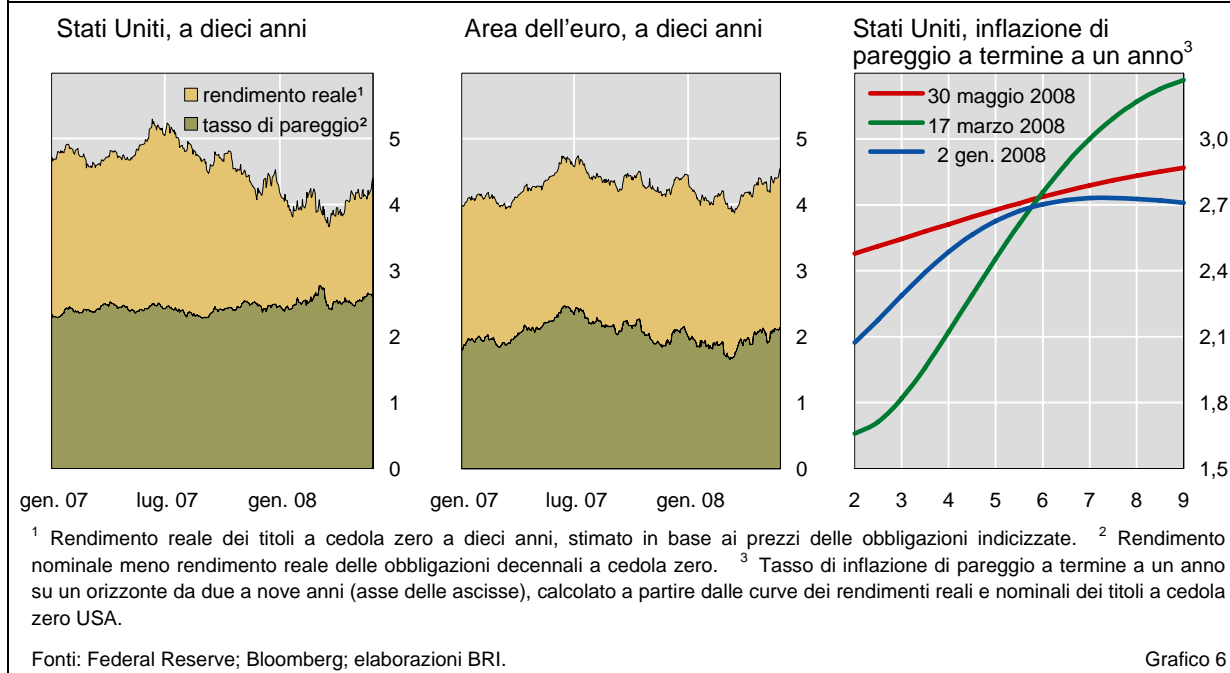 Stati Uniti, a dieci anni
Area dell'euro, a dieci anni
Stati Uniti, inflazione di
pareggio a termine a un anno³
rendimento reale¹
tasso di pareggio²
5
4
3
2
1
0
gen. 07 lug. 07 gen. 08
5
4
3
2
1
0
gen. 07 lug. 07 gen. 08
30 maggio 2008
17 marzo 2008
2 gen. 2008
3,0
2,7
2,4
2,1
1,8
1,5
2 3 4 5 6 7 8 9
¹ Rendimento reale dei titoli a cedola zero a dieci anni, stimato in base ai prezzi delle obbligazioni indicizzate. ² Rendimento
nominale meno rendimento reale delle obbligazioni decennali a cedola zero. ³ Tasso di inflazione di pareggio a termine a un anno
su un orizzonte da due a nove anni (asse delle ascisse), calcolato a partire dalle curve dei rendimenti reali e nominali dei titoli a cedola
zero USA.
Fonti: Federal Reserve; Bloomberg; elaborazioni BRI. Grafico 6